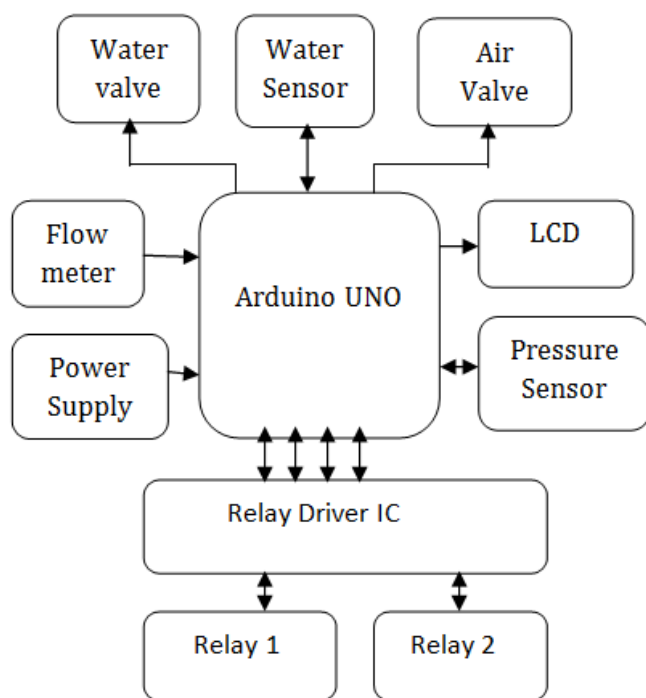 Water
valve
Water
Sensor
Air
Valve
Flow
meter
Arduino UNO
LCD
Power
Supply
Pressure
Sensor
Relay Driver IC
Relay 1
Relay 2